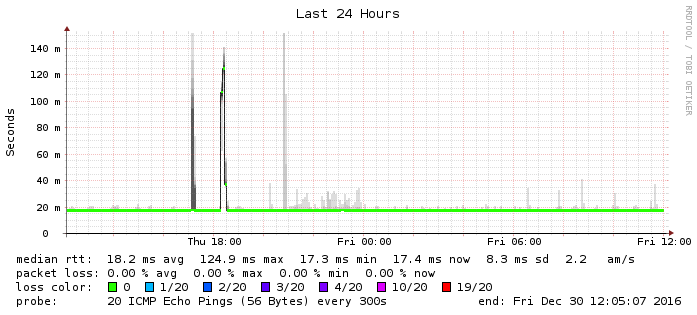 Last 24 Hours
RRDTOOL / TOBI OETIKER
Seconds
140 m
120 m
100 m
80 m
60 m
40 m
20 m
0
Thu 18:00 Fri 00:00 Fri 06:00 Fri 12:00
median rtt: 18.2 ms avg 124.9 ms max 17.3 ms min 17.4 ms now 8.3 ms sd 2.2 am/s
packet loss: 0.00 % avg 0.00 % max 0.00 % min 0.00 % now
loss color: 0 1/20 2/20 3/20 4/20 10/20 19/20
probe: 20 ICMP Echo Pings (56 Bytes) every 300s end: Fri Dec 30 12:05:07 2016